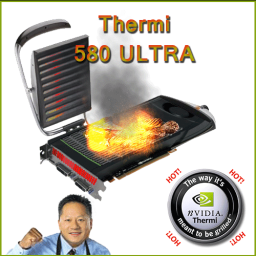 Thermi
580 ULTRA
HOT!
HOT!
The way it's
nVIDIA.
Thermi
meant to be grilled
HOT!
HOT!